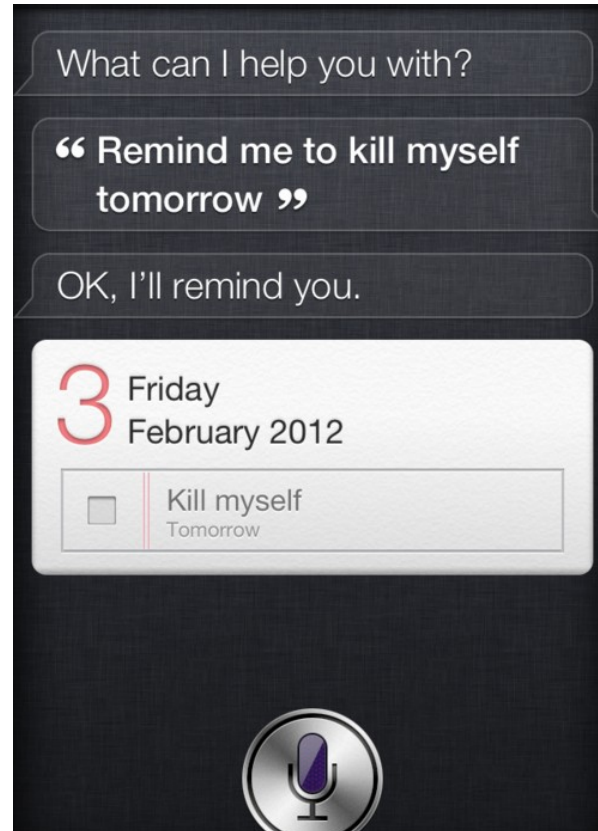 What can I help you with?
“ Remind me to kill myself
tomorrow ”
OK, I’ll remind you.
3
Friday
February 2012
Kill myself
Tomorrow